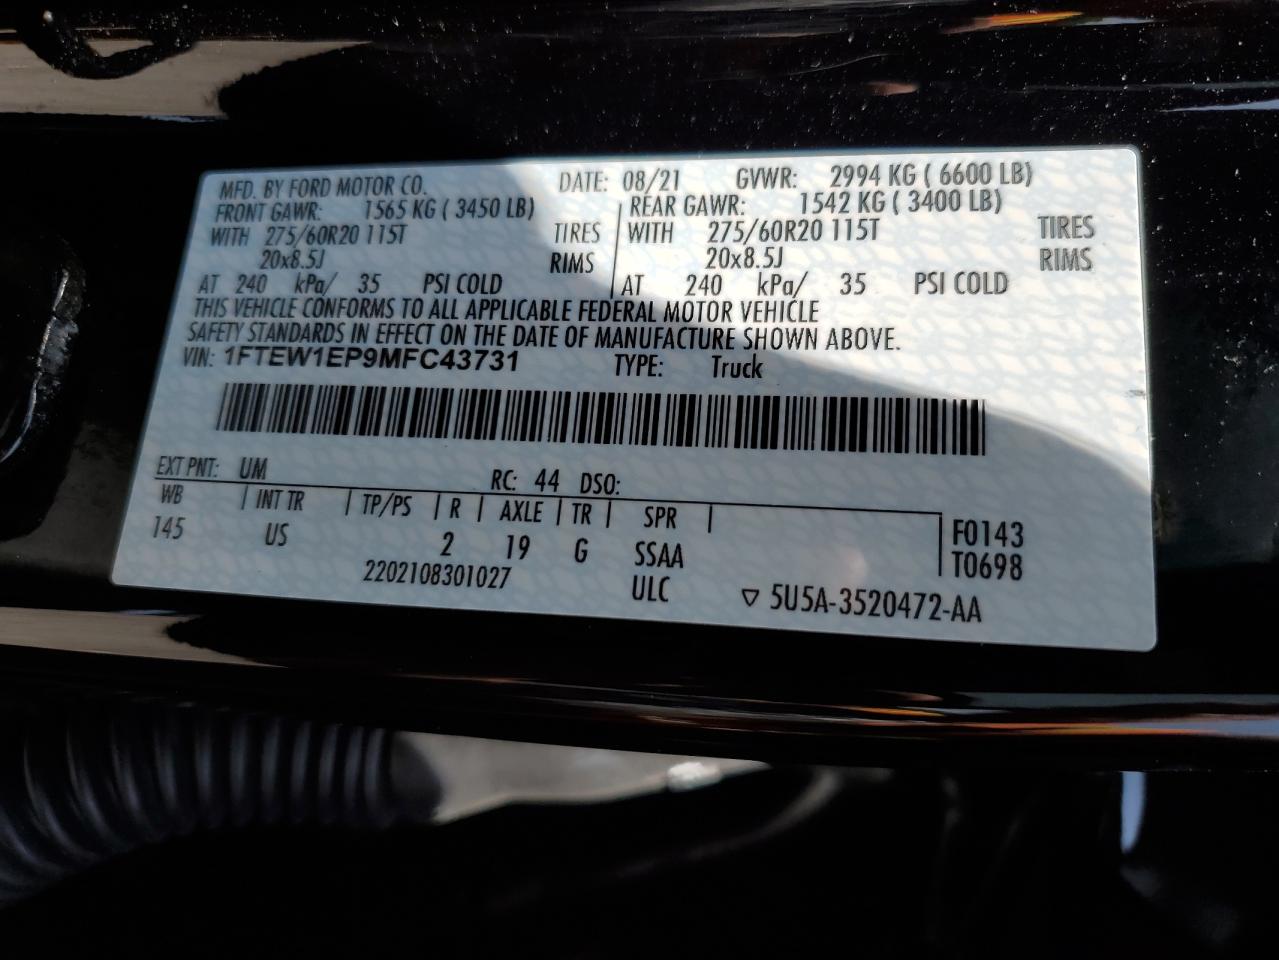 MFD. BY FORD MOTOR CO. DATE: 08/21 GVWR: 2994 KG ( 6600 LB)
FRONT GAWR: 1565 KG ( 3450 LB) REAR GAWR: 1542 KG ( 3400 LB)
WITH 275/60R20 115T TIRES WITH 275/60R20 115T TIRES
20x8.5J RIMS 20x8.5J RIMS
AT 240 kPa/ 35 PSI COLD AT 240 kPa/ 35 PSI COLD
THIS VEHICLE CONFORMS TO ALL APPLICABLE FEDERAL MOTOR VEHICLE
SAFETY STANDARDS IN EFFECT ON THE DATE OF MANUFACTURE SHOWN ABOVE.
VIN: 1FTEW1EP9MFC43731 TYPE: Truck
EXT PNT: UM RC: 44 DSO:
WB INT TR TP/PS R AXLE TR SPR
145 US 2 19 G SSAA F0143
T0698
2202108301027 ULC ▽ 5U5A-3520472-AA